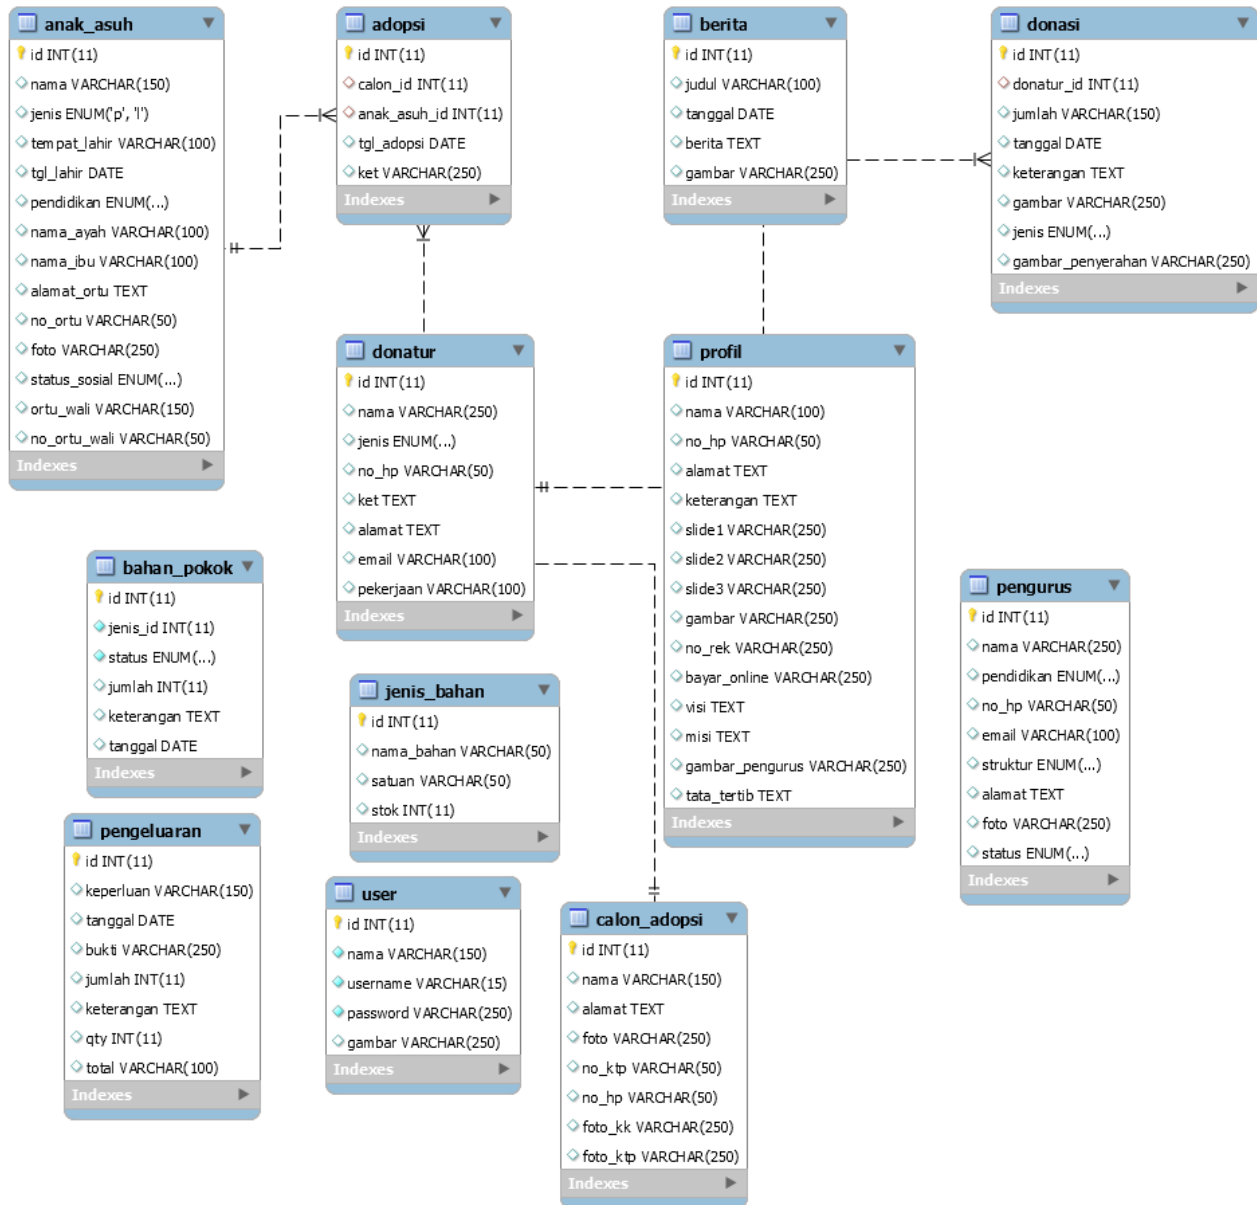 anak_asuh
id INT(11)
nama VARCHAR(150)
jenis ENUM('p', 'l')
tempat_lahir VARCHAR(100)
tgl_lahir DATE
pendidikan ENUM(...)
nama_ayah VARCHAR(100)
nama_ibu VARCHAR(100)
alamat_ortu TEXT
no_ortu VARCHAR(50)
foto VARCHAR(250)
status_sosial ENUM(...)
ortu_wali VARCHAR(150)
no_ortu_wali VARCHAR(50)
Indexes
adopsi
id INT(11)
calon_id INT(11)
anak_asuh_id INT(11)
tgl_adopsi DATE
ket VARCHAR(250)
Indexes
berita
id INT(11)
judul VARCHAR(100)
tanggal DATE
berita TEXT
gambar VARCHAR(250)
Indexes
donasi
id INT(11)
donatur_id INT(11)
jumlah VARCHAR(150)
tanggal DATE
keterangan TEXT
gambar VARCHAR(250)
jenis ENUM(...)
gambar_penyerahan VARCHAR(250)
Indexes
donatur
id INT(11)
nama VARCHAR(250)
jenis ENUM(...)
no_hp VARCHAR(50)
ket TEXT
alamat TEXT
email VARCHAR(100)
pekerjaan VARCHAR(100)
Indexes
profil
id INT(11)
nama VARCHAR(100)
no_hp VARCHAR(50)
alamat TEXT
keterangan TEXT
slide1 VARCHAR(250)
slide2 VARCHAR(250)
slide3 VARCHAR(250)
gambar VARCHAR(250)
no_rek VARCHAR(250)
bayar_online VARCHAR(250)
visi TEXT
misi TEXT
gambar_pengurus VARCHAR(250)
tata_tertib TEXT
Indexes
bahan_pokok
id INT(11)
jenis_id INT(11)
status ENUM(...)
jumlah INT(11)
keterangan TEXT
tanggal DATE
Indexes
jenis_bahan
id INT(11)
nama_bahan VARCHAR(50)
satuan VARCHAR(50)
stok INT(11)
Indexes
pengurus
id INT(11)
nama VARCHAR(250)
pendidikan ENUM(...)
no_hp VARCHAR(50)
email VARCHAR(100)
struktur ENUM(...)
alamat TEXT
foto VARCHAR(250)
status ENUM(...)
Indexes
pengeluaran
id INT(11)
keperluan VARCHAR(150)
tanggal DATE
bukti VARCHAR(250)
jumlah INT(11)
keterangan TEXT
qty INT(11)
total VARCHAR(100)
Indexes
user
id INT(11)
nama VARCHAR(150)
username VARCHAR(15)
password VARCHAR(250)
gambar VARCHAR(250)
Indexes
calon_adopsi
id INT(11)
nama VARCHAR(150)
alamat TEXT
foto VARCHAR(250)
no_ktp VARCHAR(50)
no_hp VARCHAR(50)
foto_kk VARCHAR(250)
foto_ktp VARCHAR(250)
Indexes